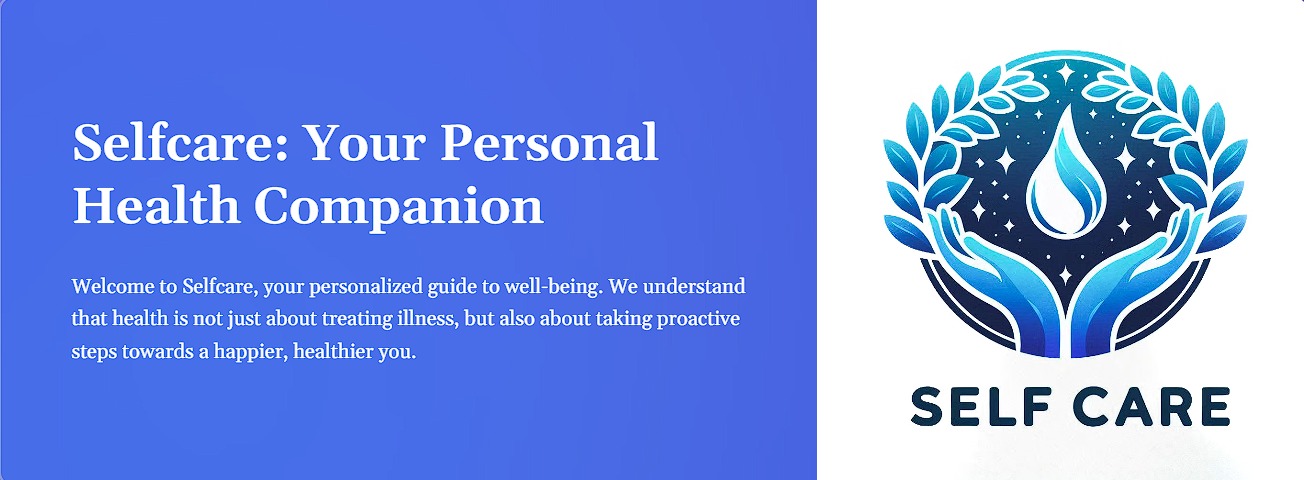 Selfcare: Your Personal
Health Companion
Welcome to Selfcare, your personalized guide to well-being. We understand
that health is not just about treating illness, but also about taking proactive
steps towards a happier, healthier you.
SELF CARE